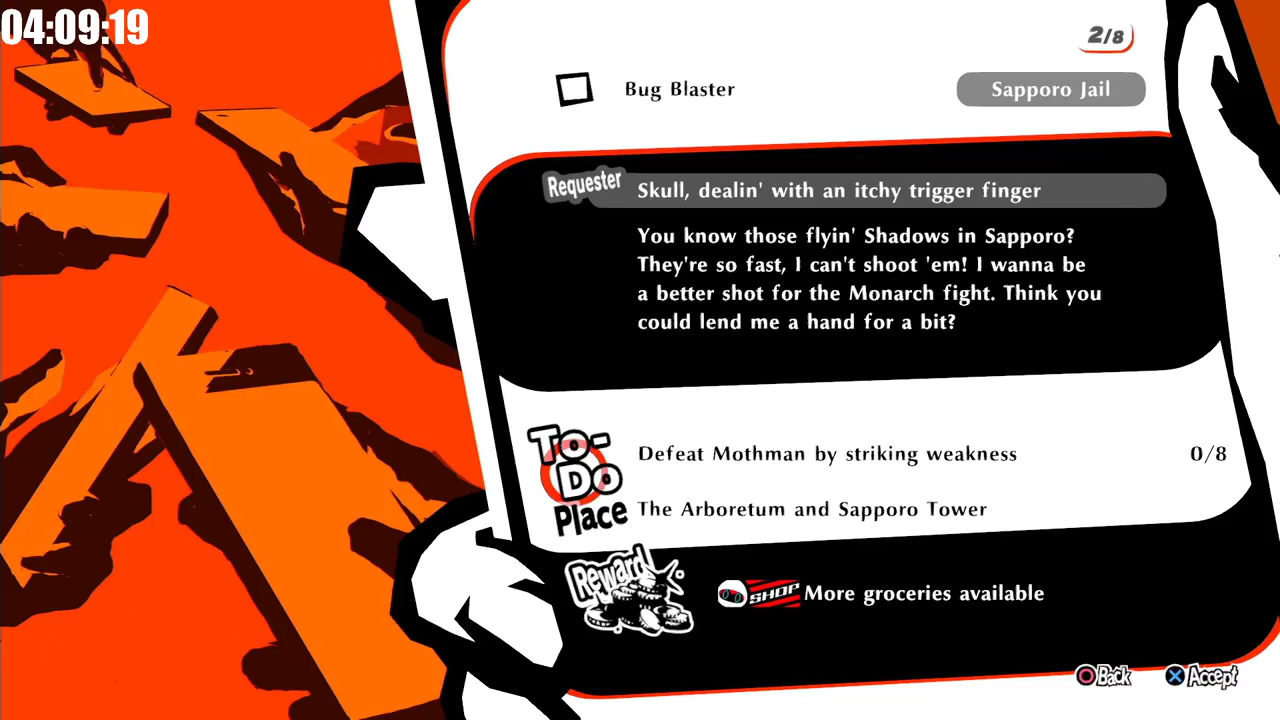 04:09:19
2/8
Bug Blaster
Sapporo Jail
Requester
Skull, dealin' with an itchy trigger finger
You know those flyin' Shadows in Sapporo?
They're so fast, I can't shoot 'em! I wanna be
a better shot for the Monarch fight. Think you
could lend me a hand for a bit?
To-
Do
Defeat Mothman by striking weakness
0/8
Place
The Arboretum and Sapporo Tower
Reward
SHOP
More groceries available
Back
Accept